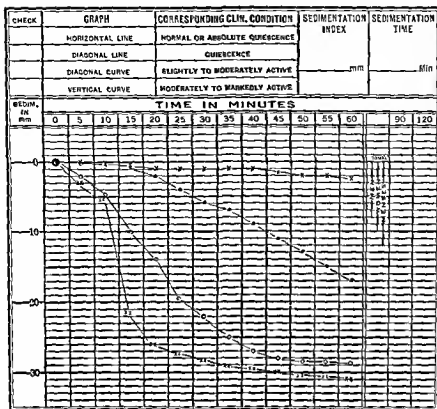 CHECK GRAPH CORRESPONDING CLIN. CONDITION SEDIMENTATION INDEX SEDIMENTATION TIME
HORIZONTAL LINE NORMAL OR ABSOLUTE QUIESCENCE
DIAGONAL LINE QUIESCENCE
DIAGONAL CURVE SLIGHTLY TO MODERATELY ACTIVE mm Min
VERTICAL CURVE MODERATELY TO MARKEDLY ACTIVE
SEDIM. IN mm TIME IN MINUTES
0 5 10 15 20 25 30 35 40 45 50 55 60 90 120
0
10
20
30